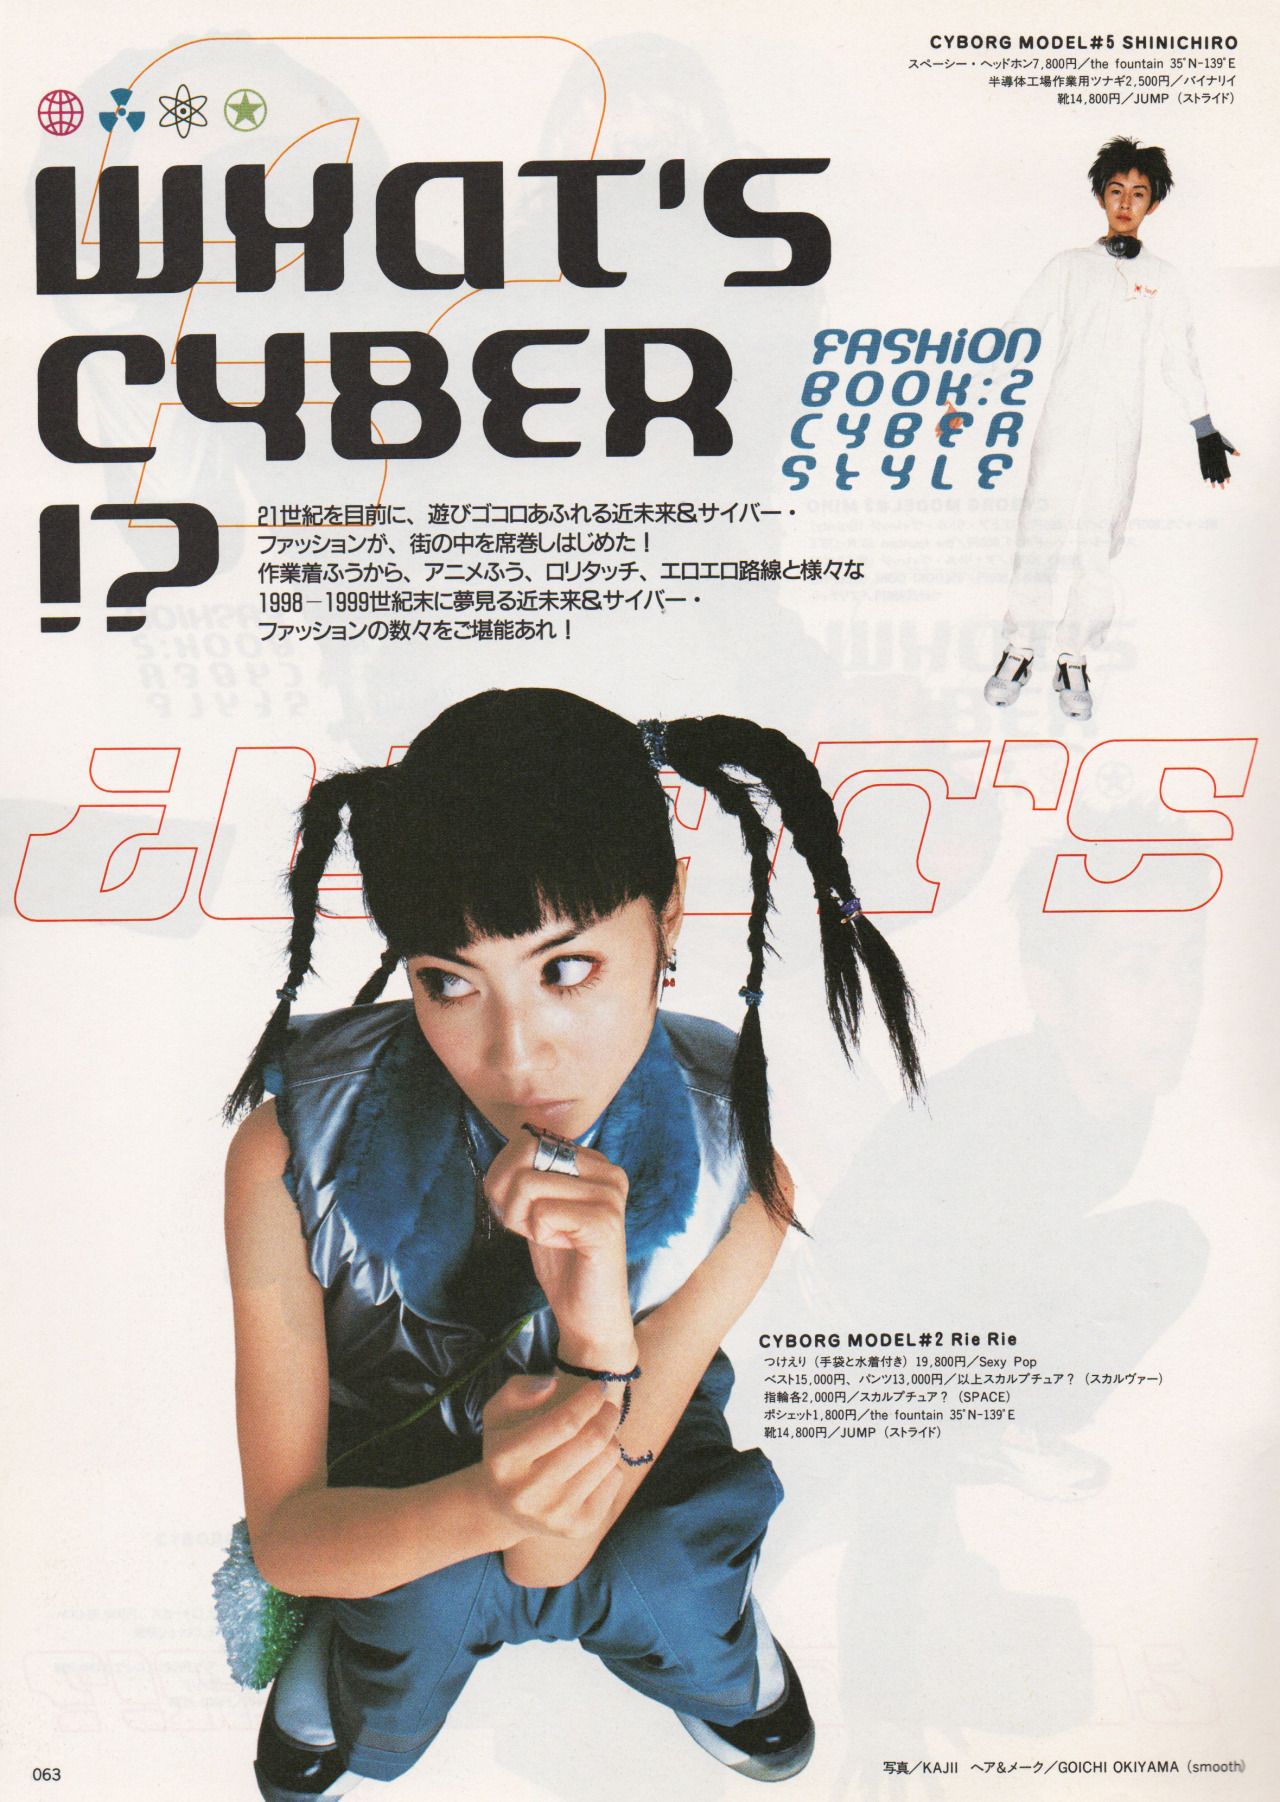 CYBORG MODEL#5 SHINICHIRO
スペーシー・ヘッドホン7,800円／the fountain 35°N-139°E
半導体工場作業用ツナギ2,500円／バイナリイ
靴14,800円／JUMP（ストライド）
WHAT'S
CYBER
!?
FASHION
BOOK:2
CYBER
STYLE
21世紀を目前に、遊びゴコロあふれる近未来&サイバー・
ファッションが、街の中を席巻しはじめた！
作業着ふうから、アニメふう、ロリタッチ、エロエロ路線と様々な
1998－1999世紀末に夢見る近未来&サイバー・
ファッションの数々をご堪能あれ！
CYBORG MODEL#2 Rie Rie
つけえり（手袋と水着付き）19,800円／Sexy Pop
ベスト15,000円、パンツ13,000円／以上スカルプチュア？（スカルヴァー）
指輪各2,000円／スカルプチュア？（SPACE）
ポシェット1,800円／the fountain 35°N-139°E
靴14,800円／JUMP（ストライド）
063
写真／KAJII ヘア&メーク／GOICHI OKIYAMA（smooth）